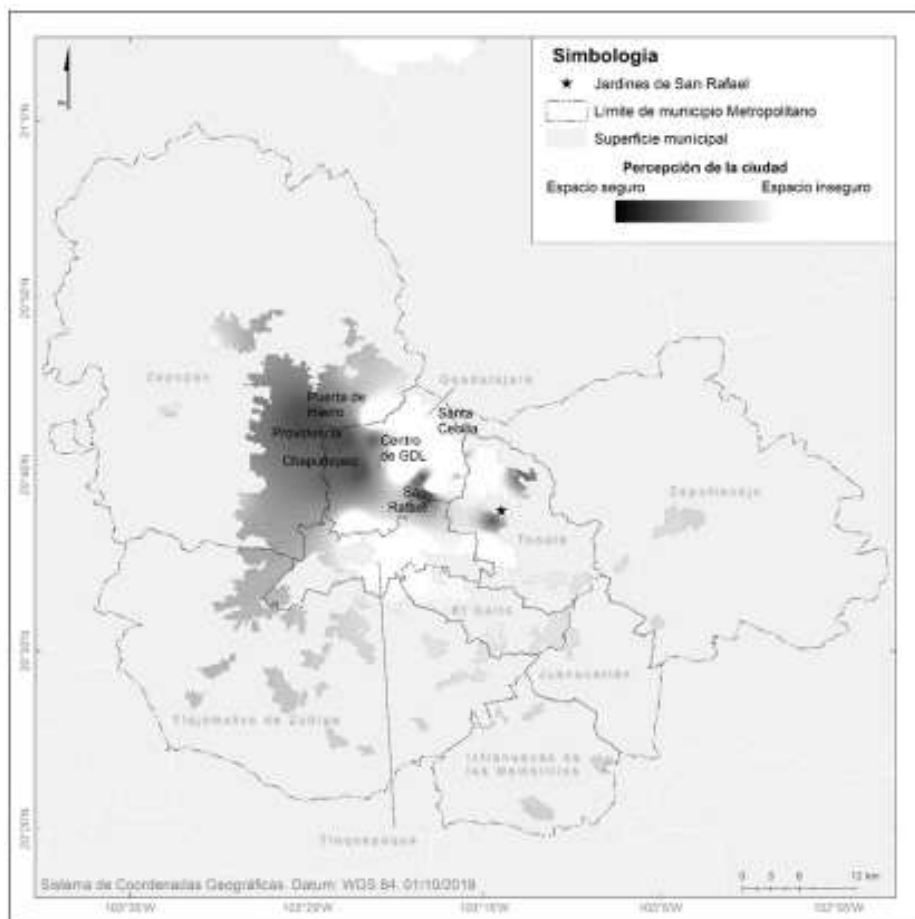 Simbología
Jardines de San Rafael
Límite de municipio Metropolitano
Superficie municipal
Percepción de la ciudad
Espacio seguro
Espacio inseguro
Zapopan
Guadalajara
Puerta de
Hierro
Santa
Cecilia
Providencia
Centro
de GDL
Chapultepec
San
Rafael
Zapotlanejo
Tonalá
El Salto
Juanacatlán
Tlajomulco de Zúñiga
Ixtlahuacán de
los Membrillos
Tlaquepaque
Sistema de Coordenadas Geográficas. Datum: WGS 84. 01/10/2019
12 km
103°20'W